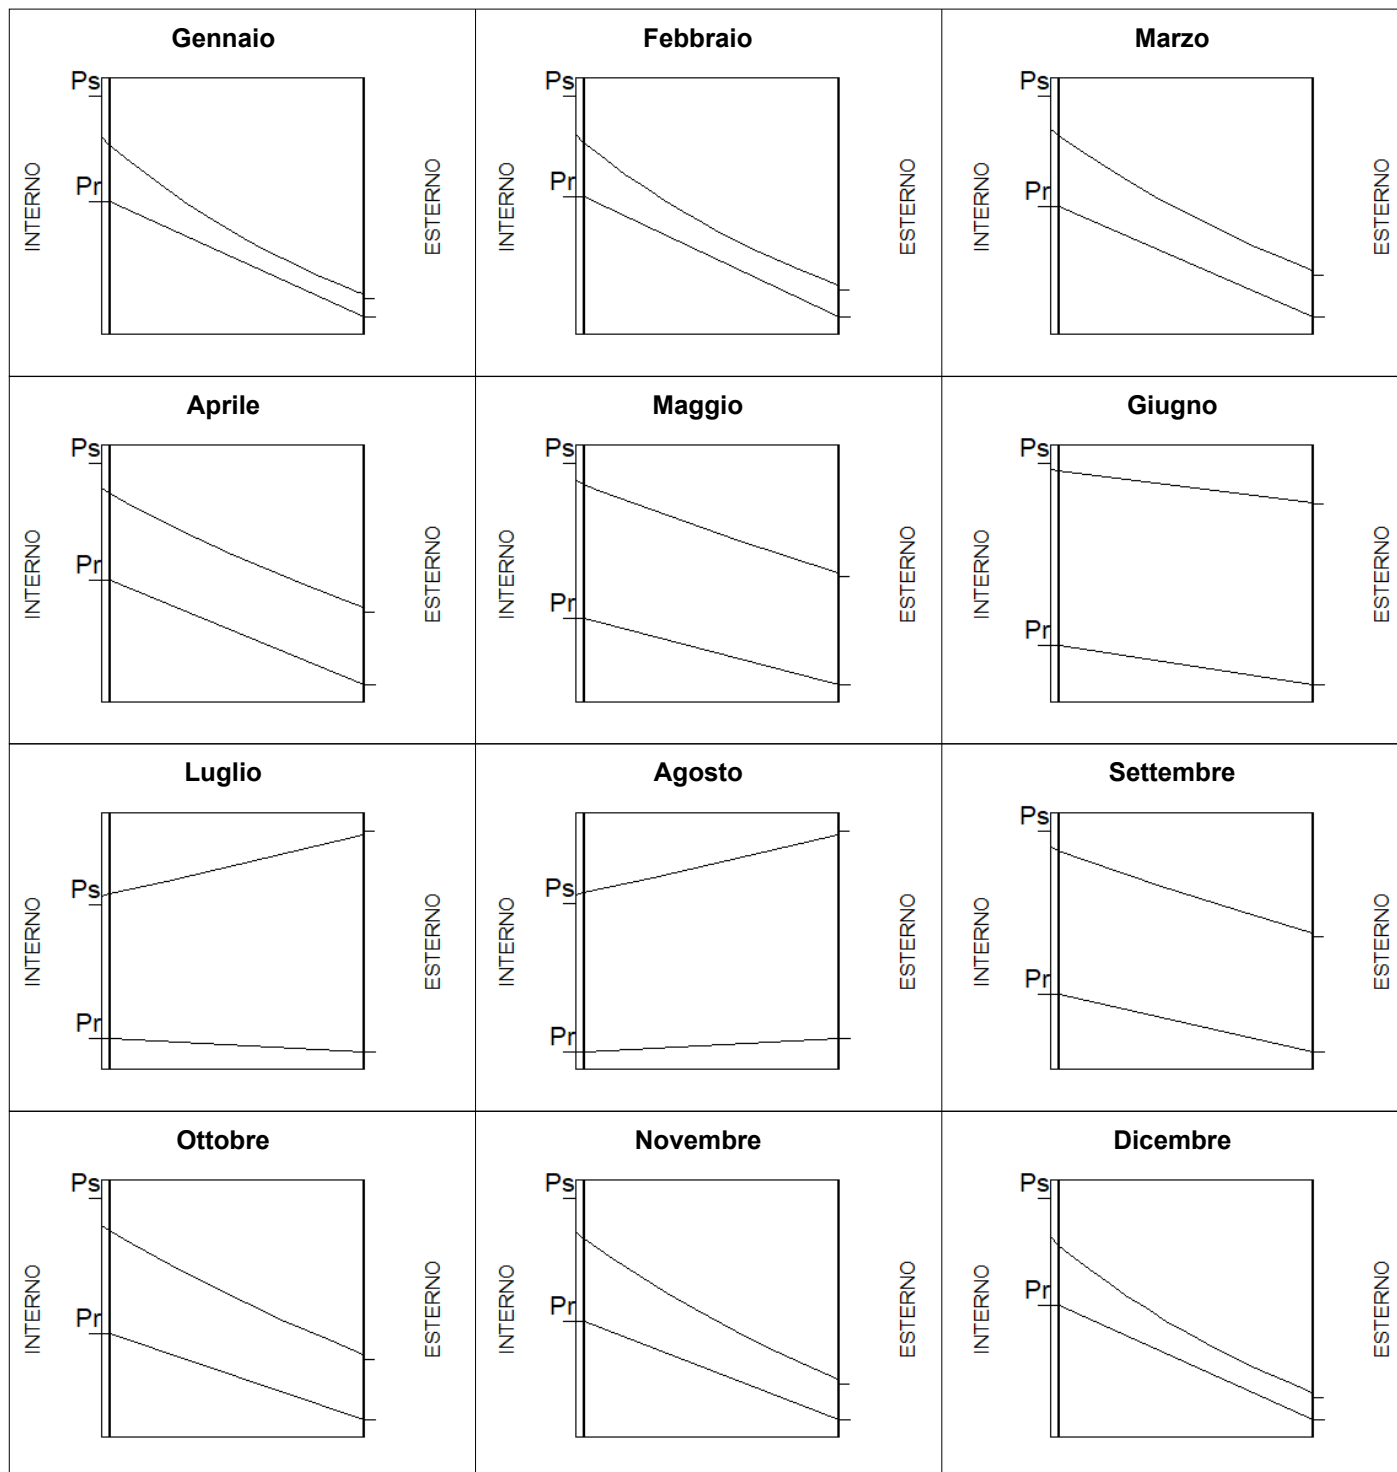 Gennaio
Febbraio
Marzo
Ps
Pr
INTERNO
ESTERNO
Ps
Pr
INTERNO
ESTERNO
Ps
Pr
INTERNO
ESTERNO
Aprile
Maggio
Giugno
Ps
Pr
INTERNO
ESTERNO
Ps
Pr
INTERNO
ESTERNO
Ps
Pr
INTERNO
ESTERNO
Luglio
Agosto
Settembre
Ps
Pr
INTERNO
ESTERNO
Ps
Pr
INTERNO
ESTERNO
Ps
Pr
INTERNO
ESTERNO
Ottobre
Novembre
Dicembre
Ps
Pr
INTERNO
ESTERNO
Ps
Pr
INTERNO
ESTERNO
Ps
Pr
INTERNO
ESTERNO